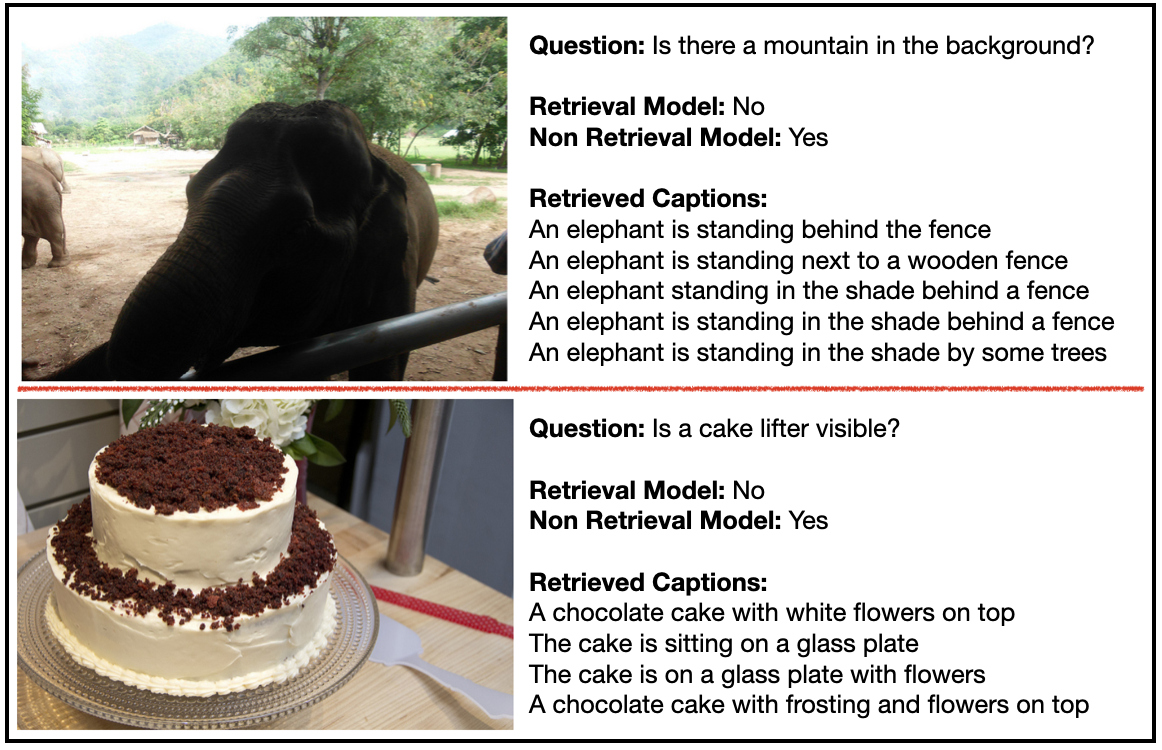 Question: Is there a mountain in the background?
Retrieval Model: No
Non Retrieval Model: Yes
Retrieved Captions:
An elephant is standing behind the fence
An elephant is standing next to a wooden fence
An elephant standing in the shade behind a fence
An elephant is standing in the shade behind a fence
An elephant is standing in the shade by some trees
Question: Is a cake lifter visible?
Retrieval Model: No
Non Retrieval Model: Yes
Retrieved Captions:
A chocolate cake with white flowers on top
The cake is sitting on a glass plate
The cake is on a glass plate with flowers
A chocolate cake with frosting and flowers on top